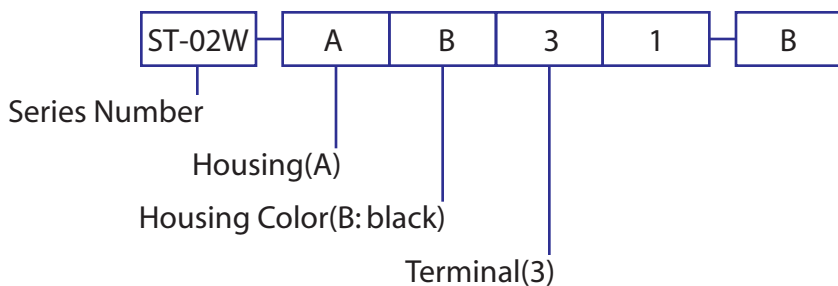 ST-02W A B 3 1 B
Series Number
Housing(A)
Housing Color(B: black)
Terminal(3)